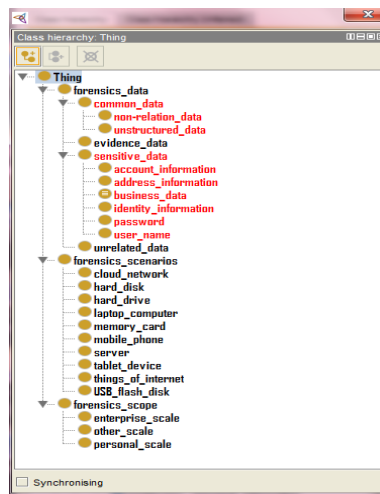 Class hierarchy: Thing
Thing
forensics_data
common_data
non-relation_data
unstructured_data
evidence_data
sensitive_data
account_information
address_information
business_data
identity_information
password
user_name
unrelated_data
forensics_scenarios
cloud_network
hard_disk
hard_drive
laptop_computer
memory_card
mobile_phone
server
tablet_device
things_of_internet
USB_flash_disk
forensics_scope
enterprise_scale
other_scale
personal_scale
Synchronising